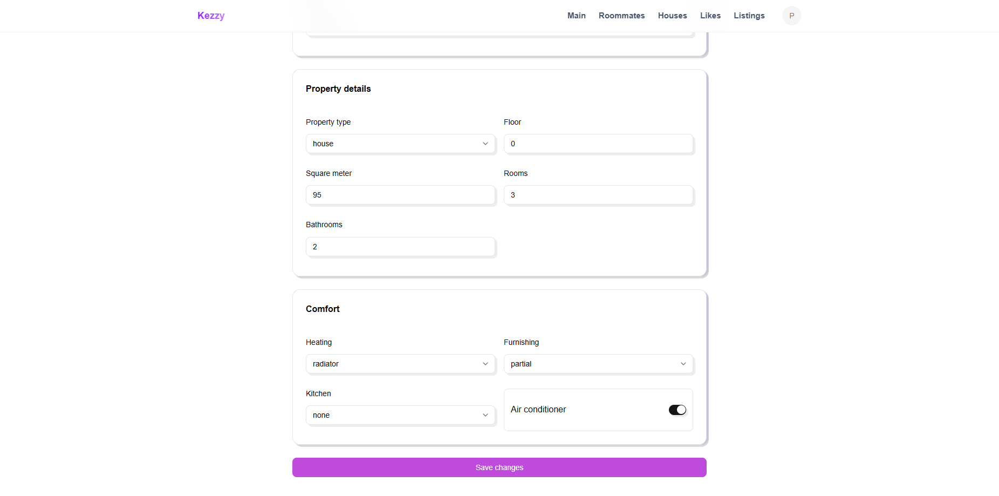 Kezzy
Main Roommates Houses Likes Listings P
Property details
Property type Floor
house 0
Square meter Rooms
95 3
Bathrooms
2
Comfort
Heating Furnishing
radiator partial
Kitchen
none
Air conditioner
Save changes